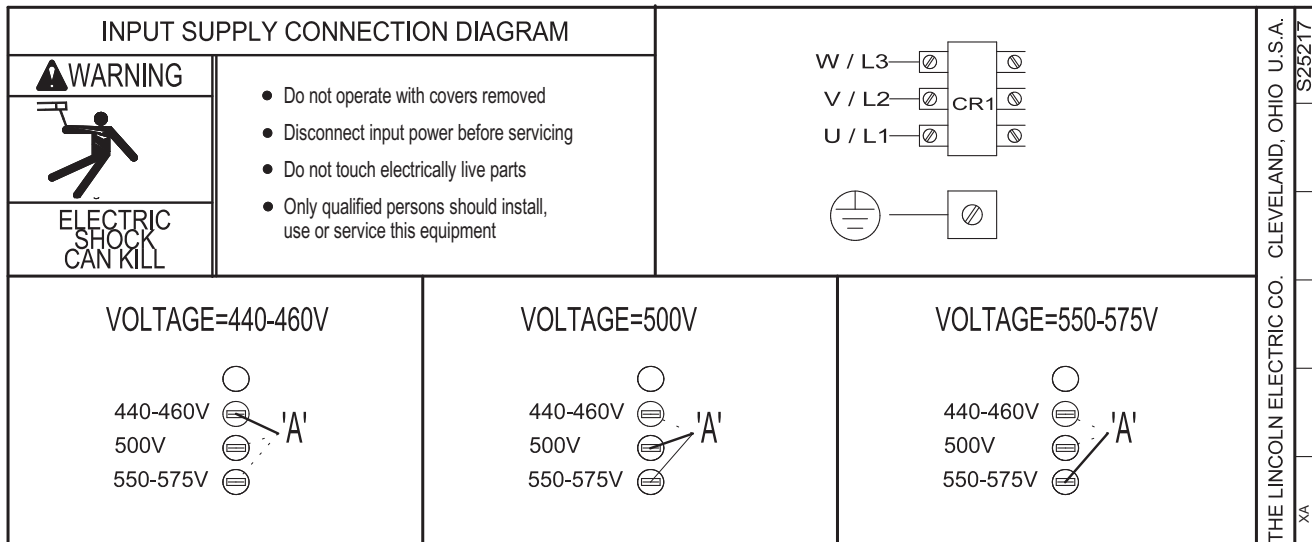 INPUT SUPPLY CONNECTION DIAGRAM
WARNING
ELECTRIC
SHOCK
CAN KILL
● Do not operate with covers removed
● Disconnect input power before servicing
● Do not touch electrically live parts
● Only qualified persons should install,
use or service this equipment
W / L3
V / L2
U / L1
CR1
VOLTAGE=440-460V
440-460V
500V
550-575V
'A'
VOLTAGE=500V
440-460V
500V
550-575V
'A'
VOLTAGE=550-575V
440-460V
500V
550-575V
'A'
THE LINCOLN ELECTRIC CO. CLEVELAND, OHIO U.S.A.
S25217
XA